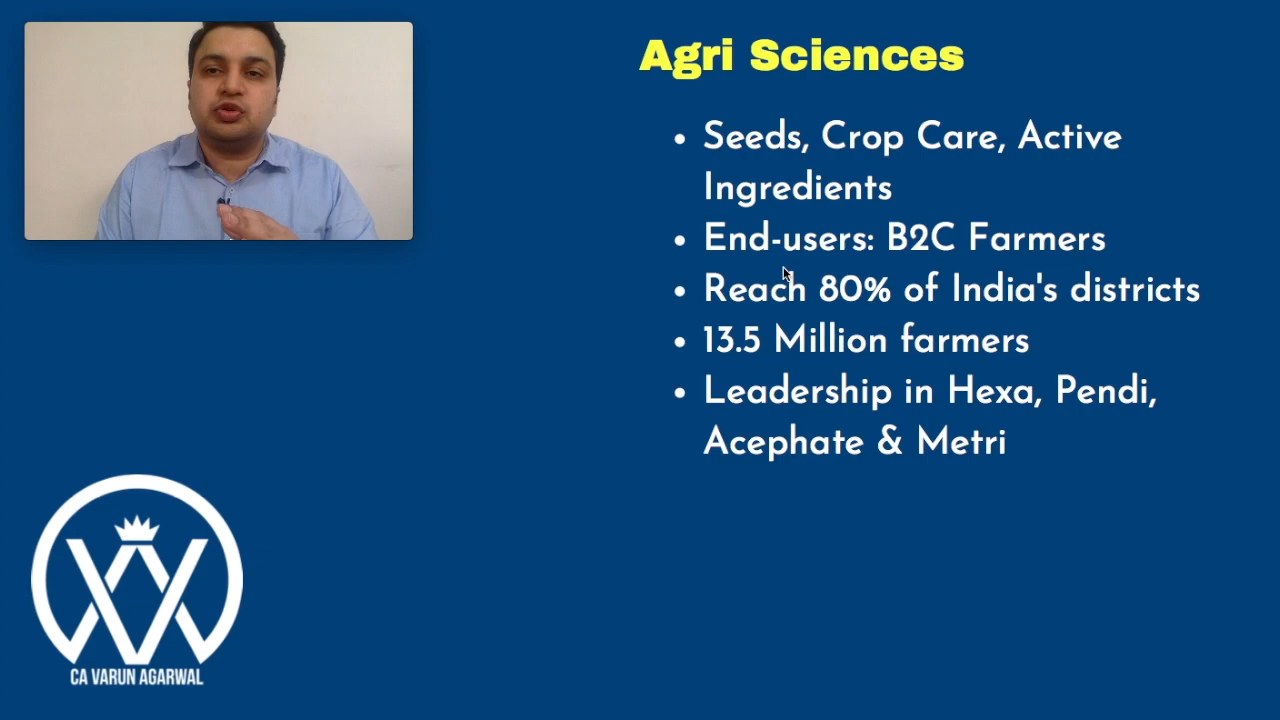 Agri Sciences
• Seeds, Crop Care, Active
Ingredients
• End-users: B2C Farmers
• Reach 80% of India's districts
• 13.5 Million farmers
• Leadership in Hexa, Pendi,
Acephate & Metri
CA VARUN AGARWAL